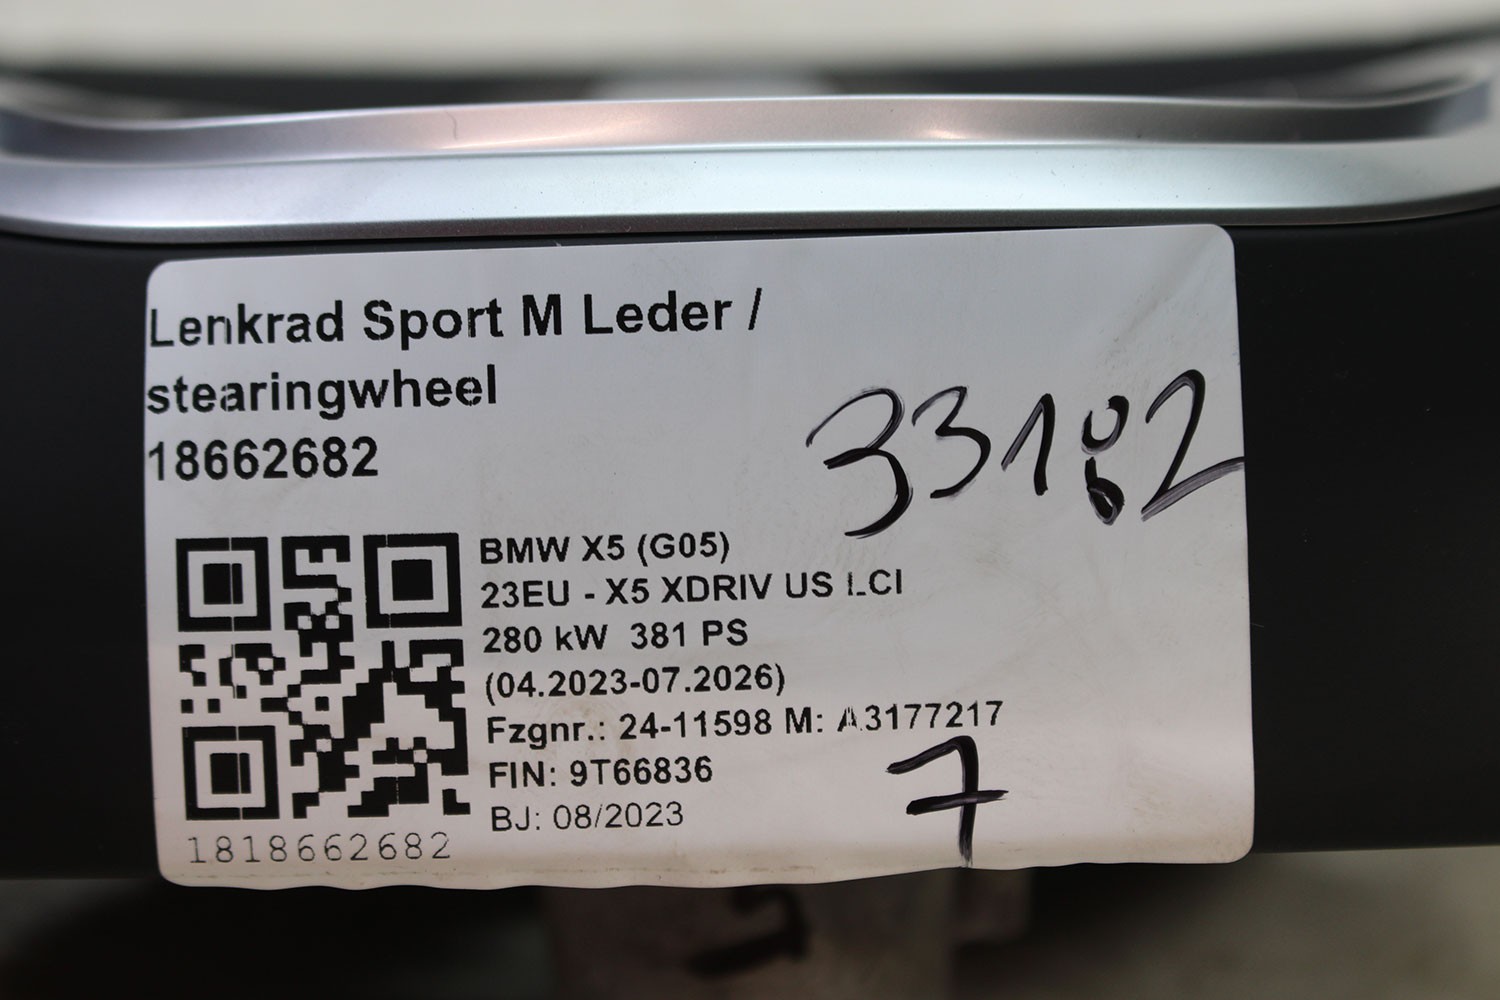 Lenkrad Sport M Leder /
stearingwheel
18662682
33182
BMW X5 (G05)
23EU - X5 XDRIV US LCI
280 kW 381 PS
(04.2023-07.2026)
Fzgnr.: 24-11598 M: A3177217
FIN: 9T66836
BJ: 08/2023
7
1818662682